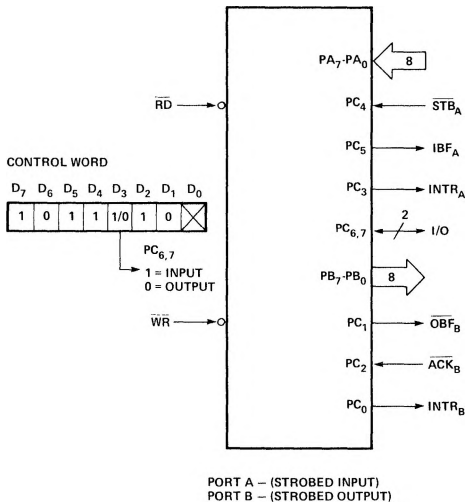 PA7-PA0 8
PC4 STBA
RD
PC5 IBFA
CONTROL WORD
PC3 INTRA
D7 D6 D5 D4 D3 D2 D1 D0
1 0 1 1 1/0 1 0
PC6,7 2 I/O
PC6,7
1 = INPUT
0 = OUTPUT
PB7-PB0 8
WR
PC1 OBFB
PC2 ACKB
PC0 INTRB
PORT A – (STROBED INPUT)
PORT B – (STROBED OUTPUT)